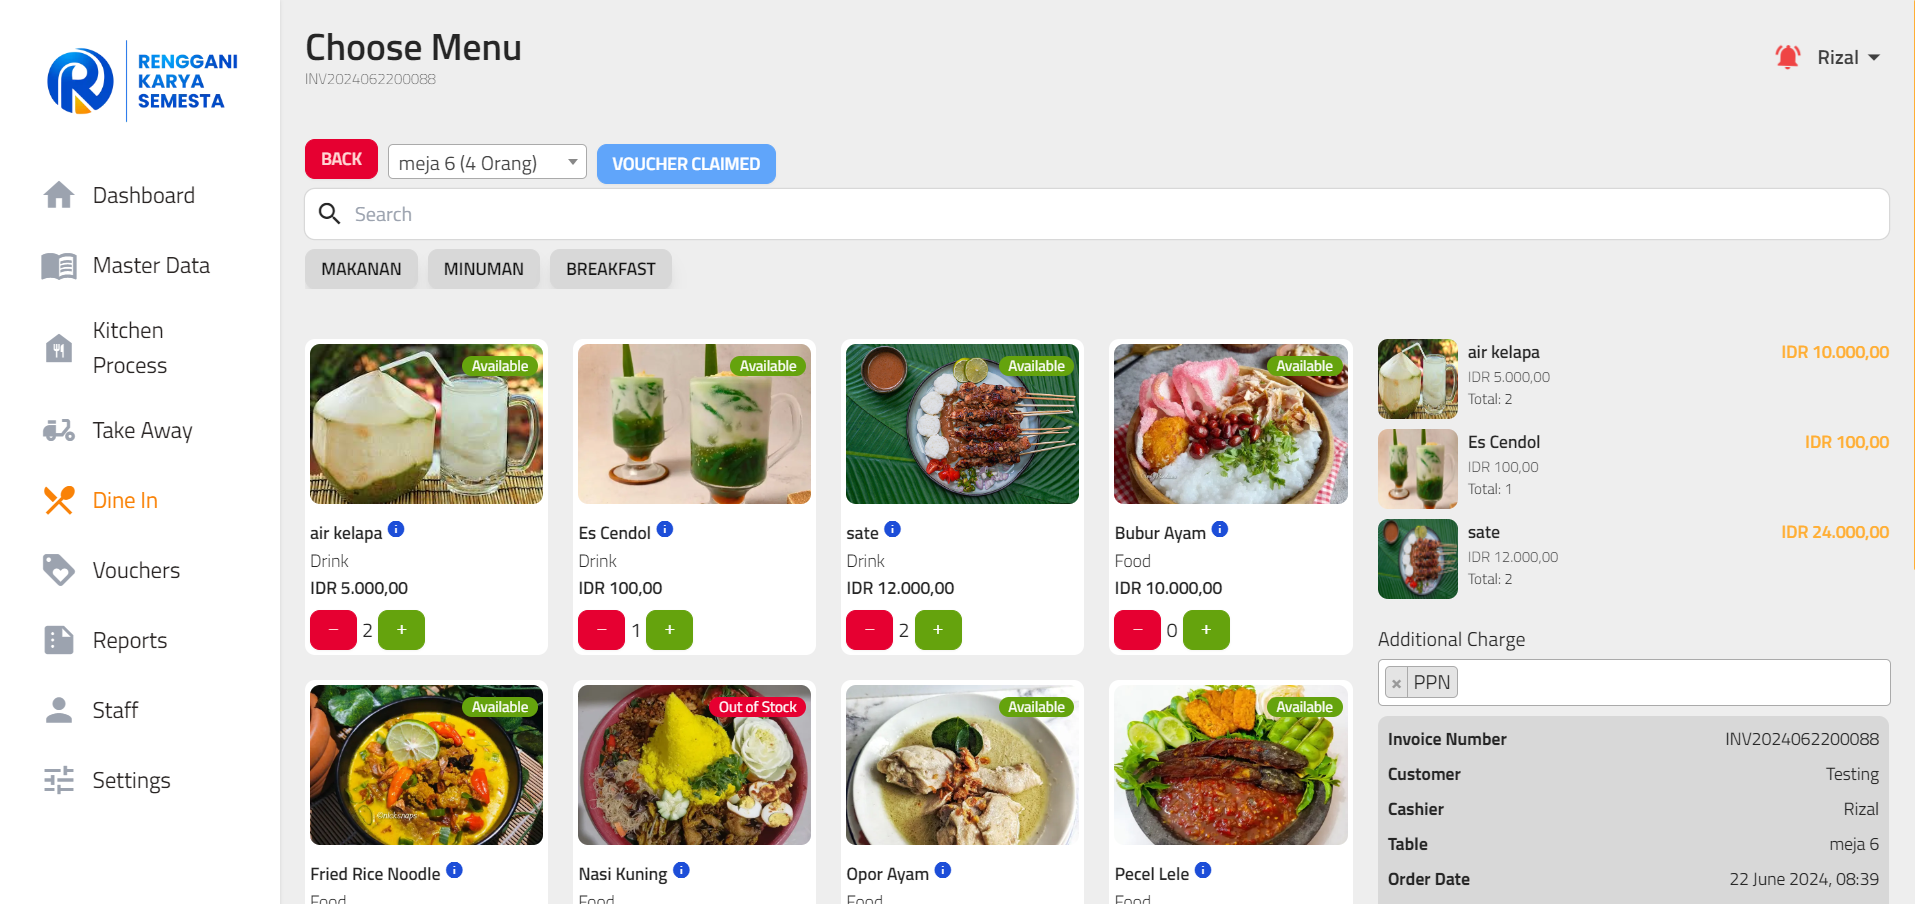 RENGGANI
KARYA
SEMESTA
Dashboard
Master Data
Kitchen
Process
Take Away
Dine In
Vouchers
Reports
Staff
Settings
Choose Menu
INV2024062200088
Rizal
BACK
meja 6 (4 Orang)
VOUCHER CLAIMED
Search
MAKANAN
MINUMAN
BREAKFAST
Available
air kelapa
Drink
IDR 5.000,00
− 2 +
Available
Es Cendol
Drink
IDR 100,00
− 1 +
Available
sate
Drink
IDR 12.000,00
− 2 +
Available
Bubur Ayam
Food
IDR 10.000,00
− 0 +
Available
Fried Rice Noodle
Food
Out of Stock
Nasi Kuning
Food
Available
Opor Ayam
Food
Available
Pecel Lele
Food
air kelapa IDR 10.000,00
IDR 5.000,00
Total: 2
Es Cendol IDR 100,00
IDR 100,00
Total: 1
sate IDR 24.000,00
IDR 12.000,00
Total: 2
Additional Charge
× PPN
Invoice Number INV2024062200088
Customer Testing
Cashier Rizal
Table meja 6
Order Date 22 June 2024, 08:39